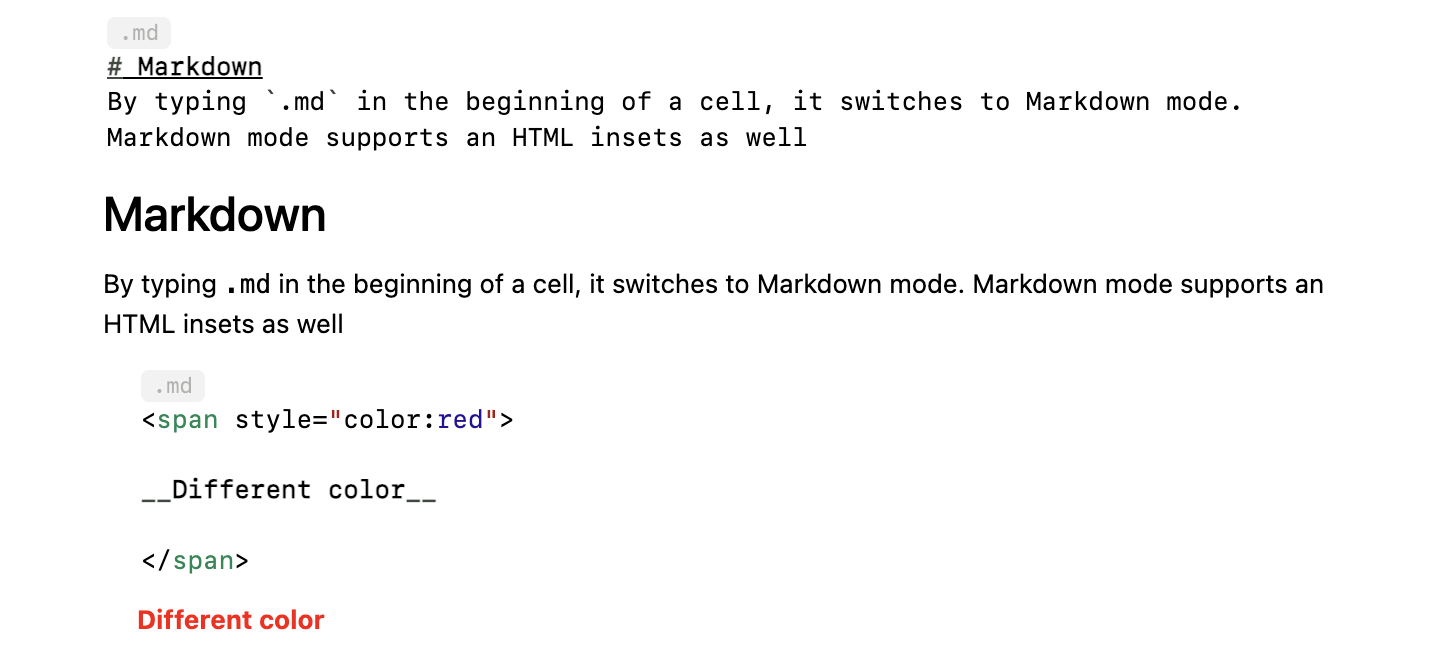 .md
# Markdown
By typing `.md` in the beginning of a cell, it switches to Markdown mode.
Markdown mode supports an HTML insets as well
Markdown
By typing .md in the beginning of a cell, it switches to Markdown mode. Markdown mode supports an
HTML insets as well
.md
<span style="color:red">
__Different color__
</span>
Different color